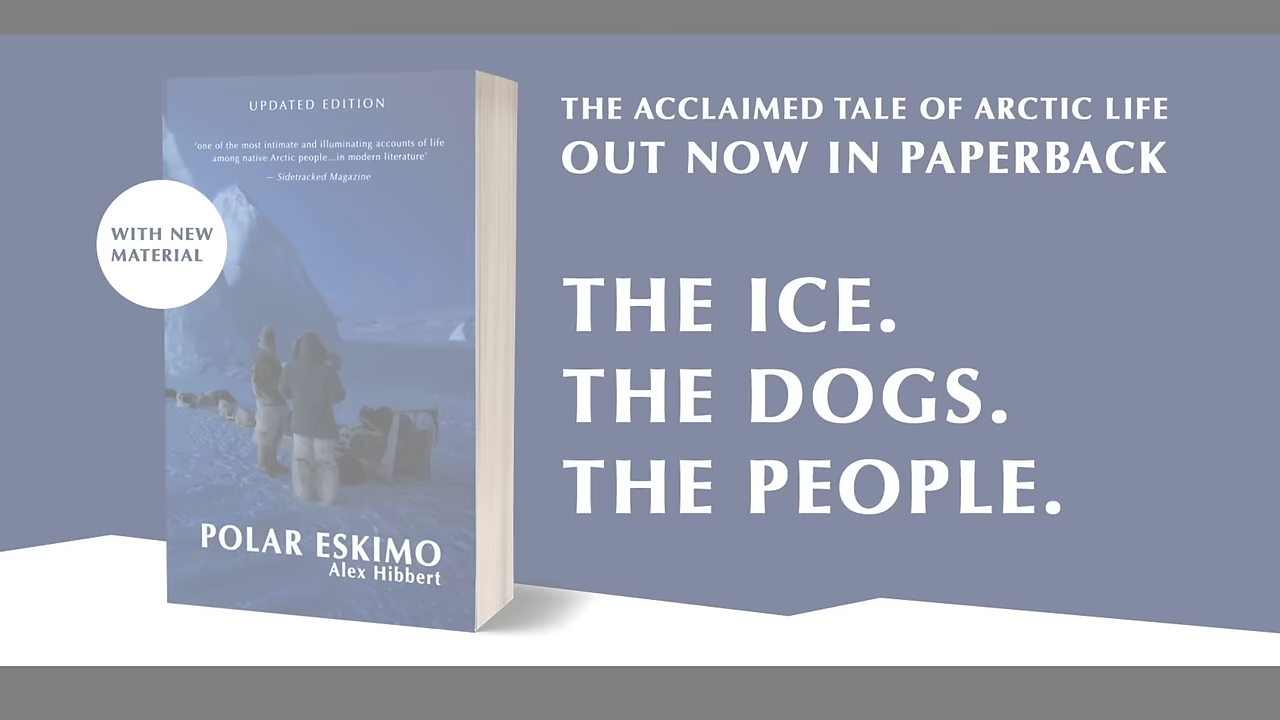 UPDATED EDITION
'one of the most intimate and illuminating accounts of life
among native Arctic people...in modern literature'
— Sidetracked Magazine
WITH NEW
MATERIAL
POLAR ESKIMO
Alex Hibbert
THE ACCLAIMED TALE OF ARCTIC LIFE
OUT NOW IN PAPERBACK
THE ICE.
THE DOGS.
THE PEOPLE.